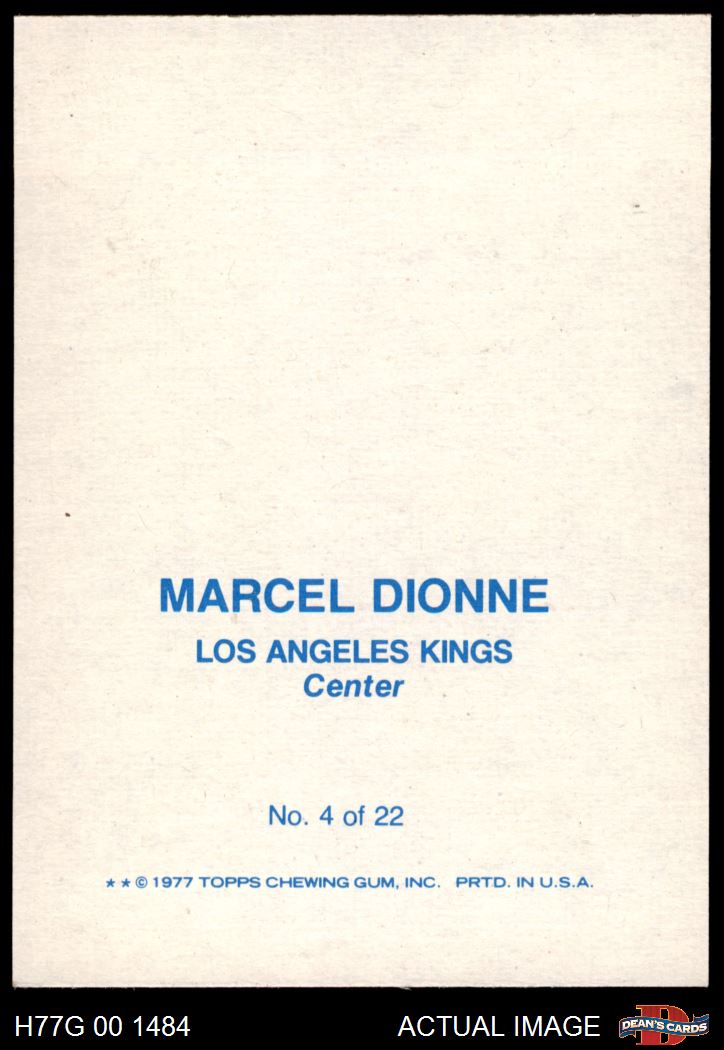 MARCEL DIONNE
LOS ANGELES KINGS
Center
No. 4 of 22
★ ★ © 1977 TOPPS CHEWING GUM, INC. PRTD. IN U.S.A.
H77G 00 1484 ACTUAL IMAGE D DEAN'S CARDS